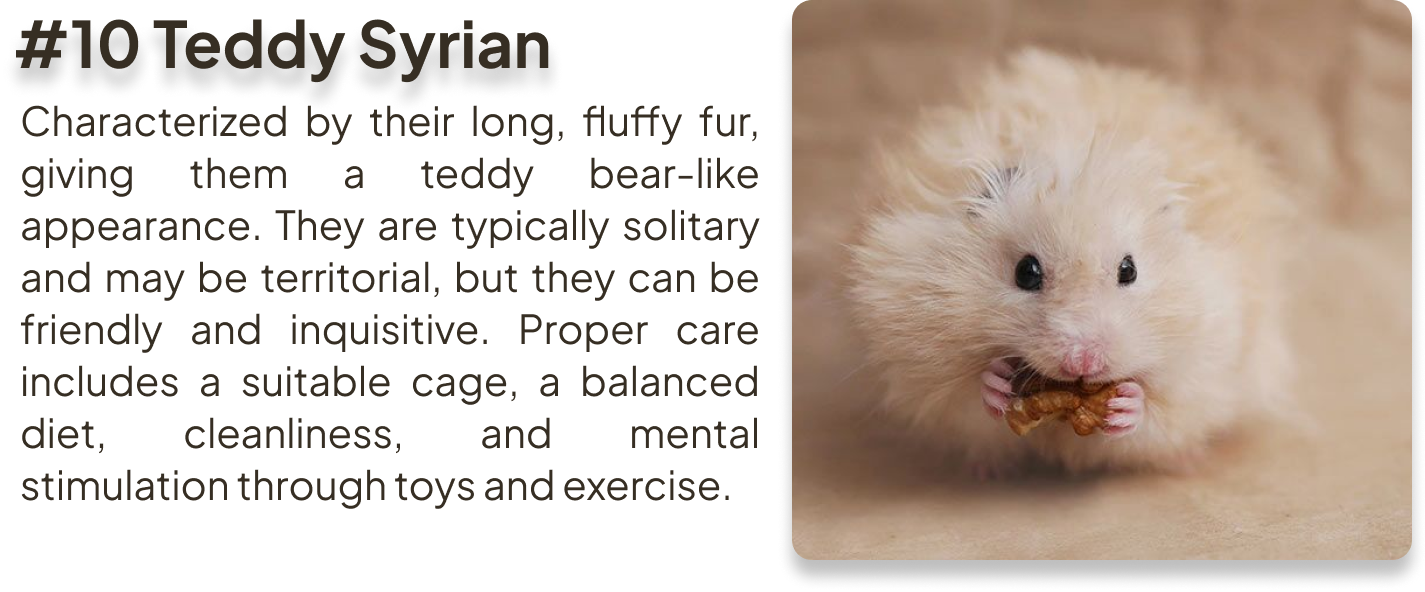 #10 Teddy Syrian
Characterized by their long, fluffy fur,
giving them a teddy bear-like
appearance. They are typically solitary
and may be territorial, but they can be
friendly and inquisitive. Proper care
includes a suitable cage, a balanced
diet, cleanliness, and mental
stimulation through toys and exercise.